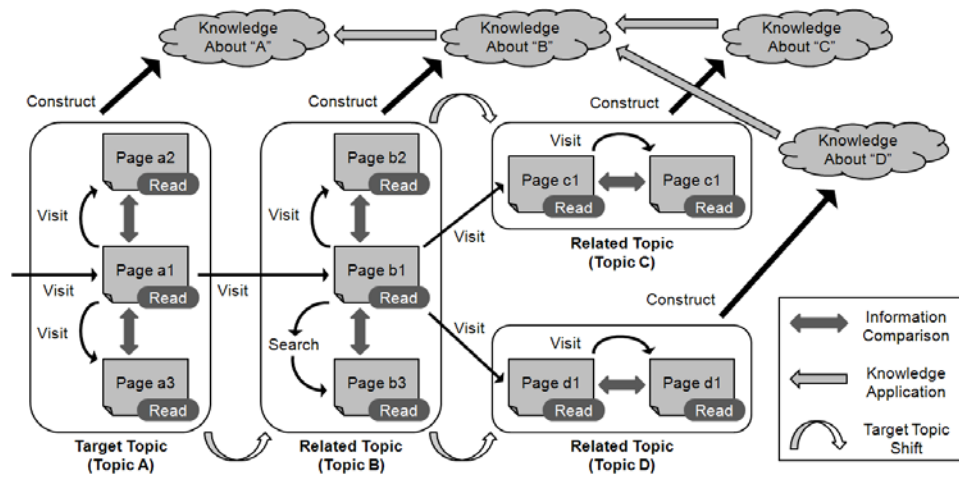 Knowledge
About "A"
Knowledge
About "B"
Knowledge
About "C"
Knowledge
About "D"
Construct
Construct
Construct
Construct
Page a2
Read
Visit
Page a1
Read
Visit
Visit
Page a3
Read
Target Topic
(Topic A)
Visit
Page b2
Read
Visit
Page b1
Read
Search
Page b3
Read
Related Topic
(Topic B)
Visit
Visit
Visit
Page c1
Read
Page c1
Read
Related Topic
(Topic C)
Visit
Page d1
Read
Page d1
Read
Related Topic
(Topic D)
Information
Comparison
Knowledge
Application
Target Topic
Shift